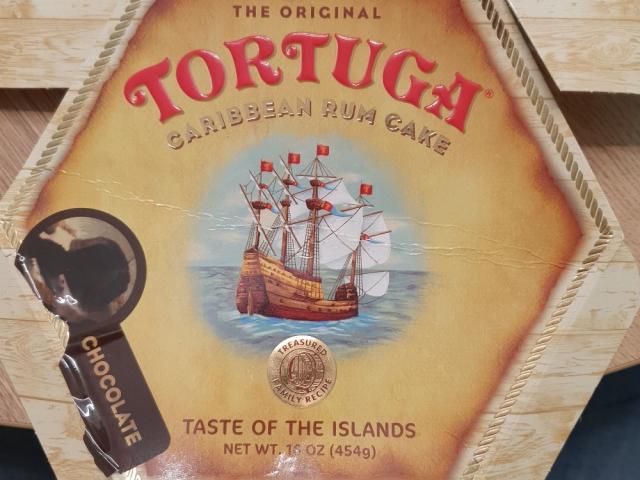 THE ORIGINAL
TORTUGA®
CARIBBEAN RUM CAKE
CHOCOLATE
TREASURED
FAMILY RECIPE
TASTE OF THE ISLANDS
NET WT. 16 OZ (454g)